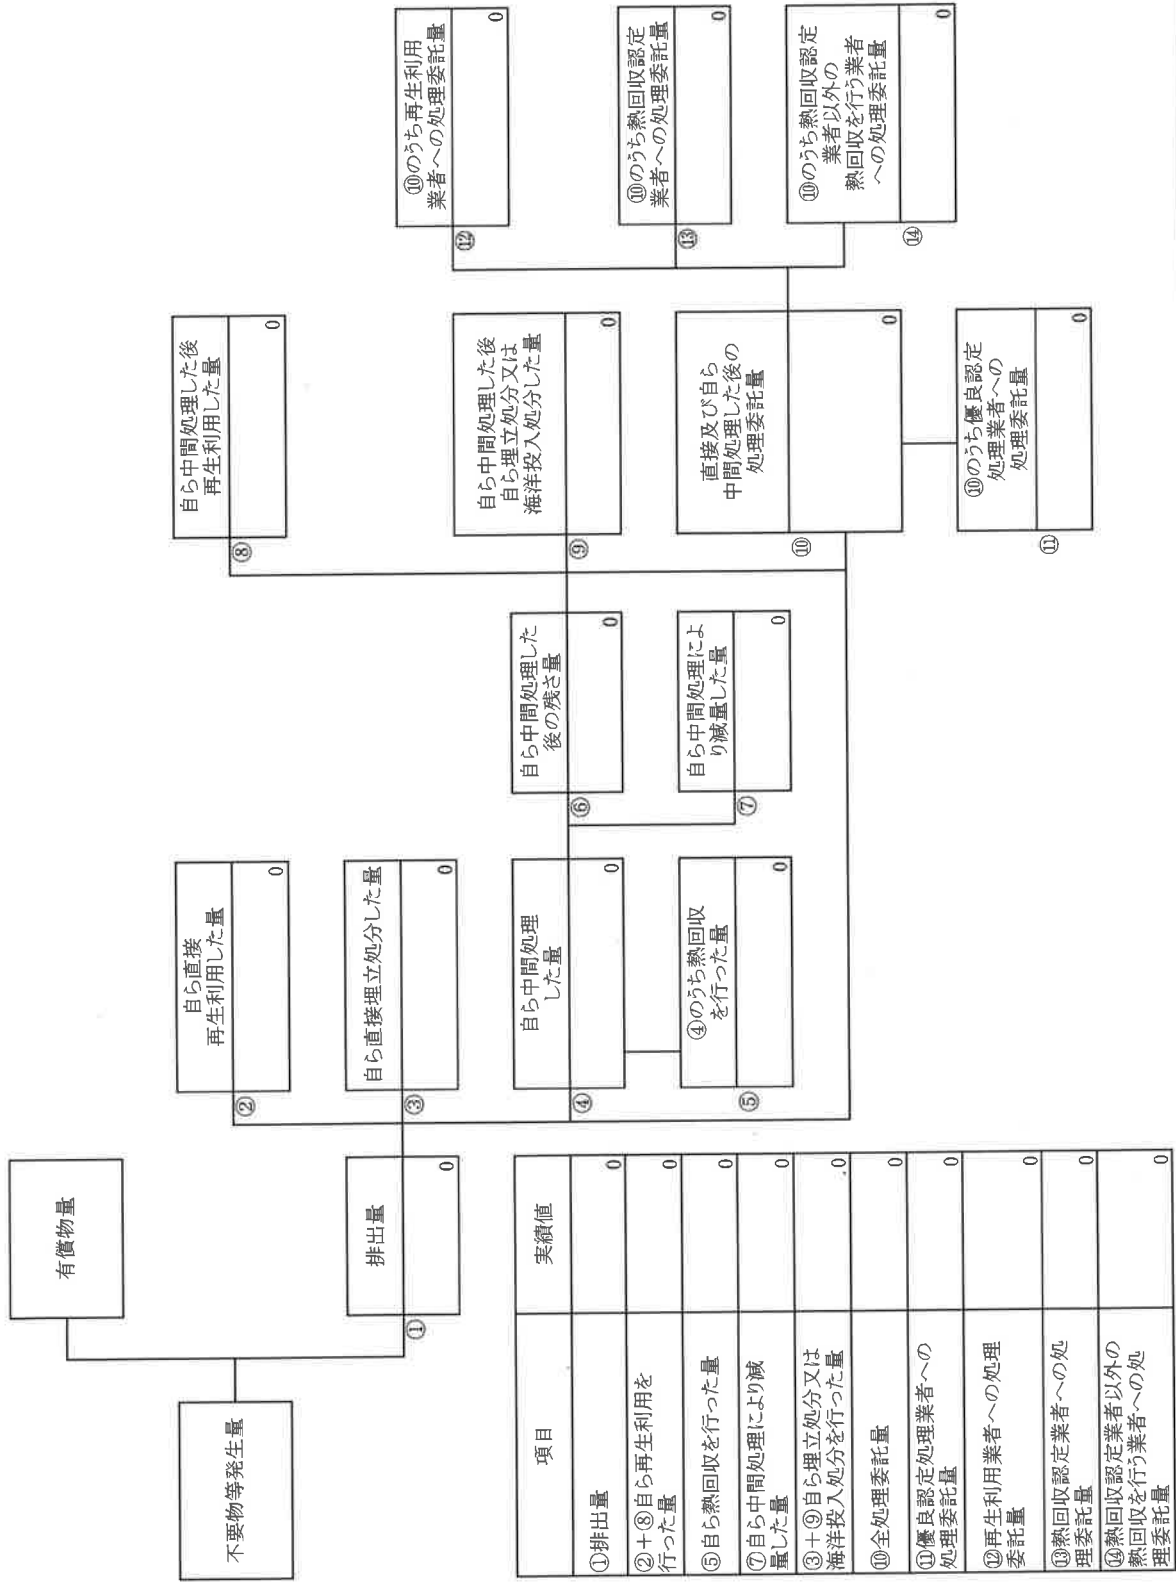 不要物等発生量
有償物量
排出量
①
0
自ら直接
再生利用した量
②
0
自ら直接埋立処分した量
③
0
自ら中間処理
した量
④
0
④のうち熱回収
を行った量
⑤
0
自ら中間処理した
後の残さ量
⑥
0
自ら中間処理によ
り減量した量
⑦
0
自ら中間処理した後
再生利用した量
⑧
0
自ら中間処理した後
自ら埋立処分又は
海洋投入処分した量
⑨
0
直接及び自ら
中間処理した後の
処理委託量
⑩
0
⑩のうち優良認定
処理業者への
処理委託量
⑪
0
⑩のうち再生利用
業者への処理委託量
⑫
0
⑩のうち熱回収認定
業者への処理委託量
⑬
0
⑩のうち熱回収認定
業者以外の
熱回収を行う業者
への処理委託量
⑭
0
項目 実績値
①排出量 0
②+⑧自ら再生利用を
行った量 0
⑤自ら熱回収を行った量 0
⑦自ら中間処理により減
量した量 0
③+⑨自ら埋立処分又は
海洋投入処分を行った量 0
⑩全処理委託量 0
⑪優良認定処理業者への
処理委託量 0
⑫再生利用業者への処理
委託量 0
⑬熱回収認定業者への処
理委託量 0
⑭熱回収認定業者以外の
熱回収を行う業者への処
理委託量 0